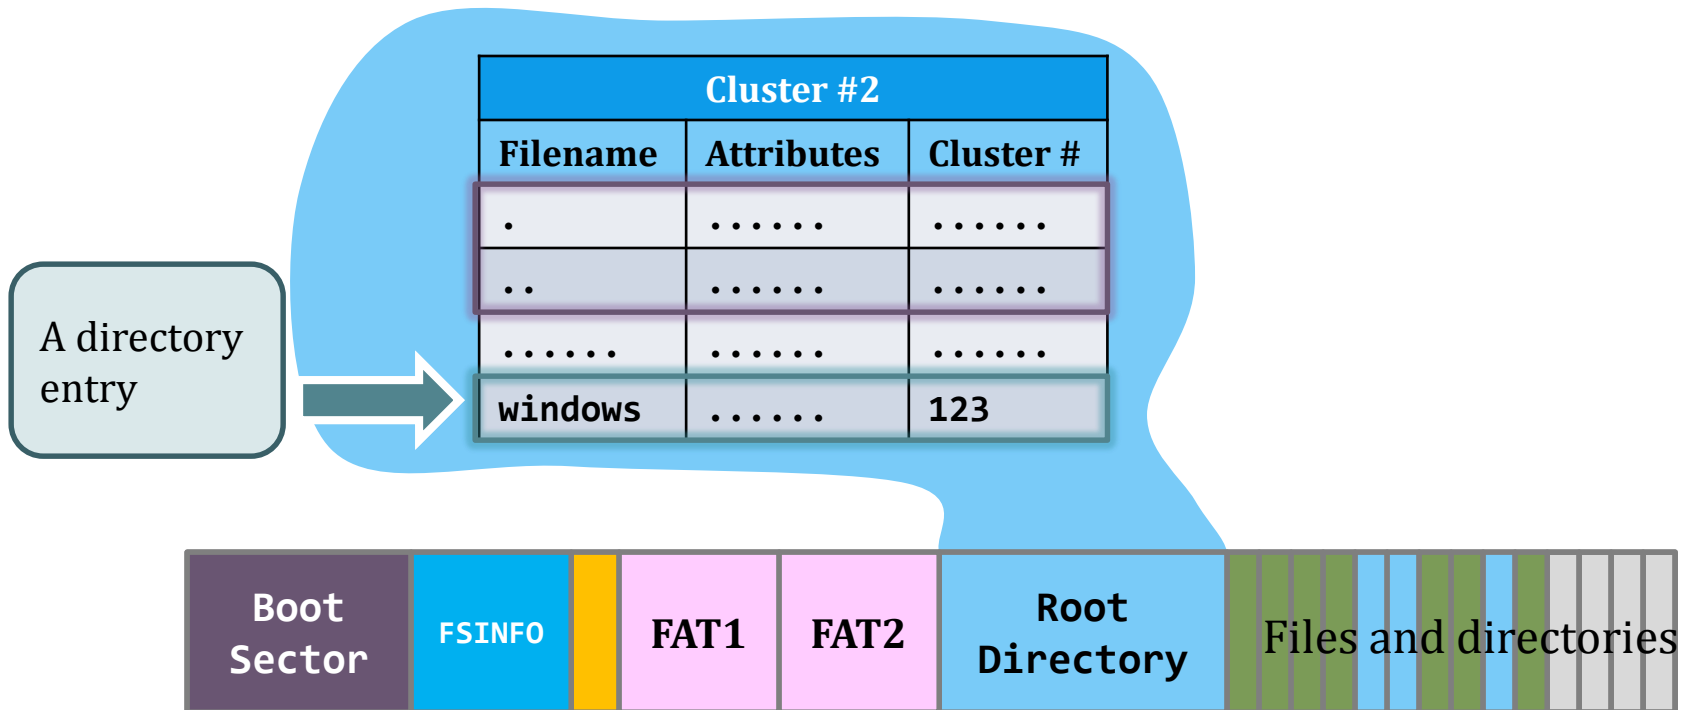 Cluster #2
Filename Attributes Cluster #
. ...... ......
.. ...... ......
...... ...... ......
windows ...... 123
A directory
entry
Boot
Sector
FSINFO
FAT1
FAT2
Root
Directory
Files and directories